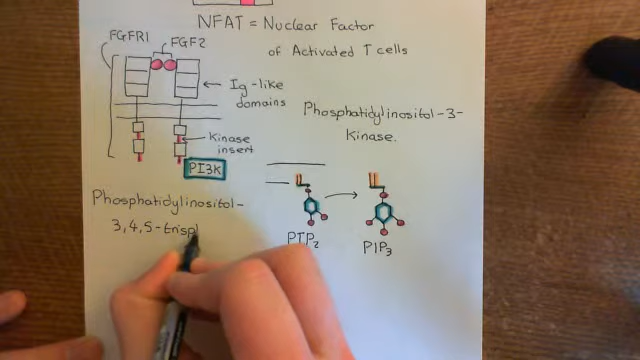 NFAT = Nuclear Factor
of Activated T cells
FGFR1
FGF2
Ig-like
domains
Kinase
insert
PI3K
Phosphatidylinositol-3-
Kinase.
Phosphatidylinositol-
3,4,5-trisp
PIP2
PIP3